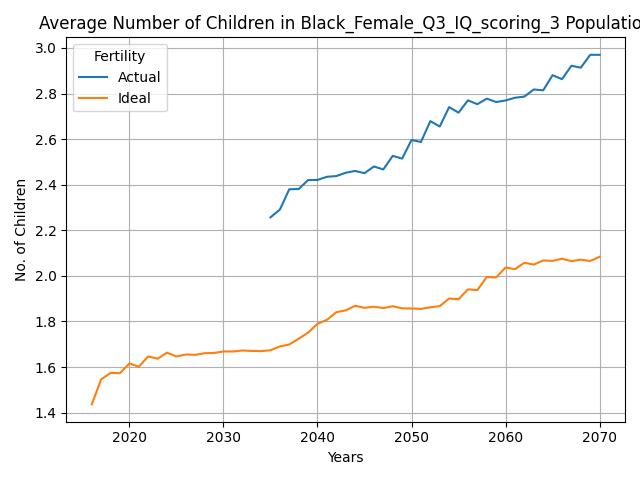 Average Number of Children in Black_Female_Q3_IQ_scoring_3 Populatio
Fertility
Actual
Ideal
3.0
2.8
2.6
2.4
2.2
2.0
1.8
1.6
1.4
No. of Children
2020 2030 2040 2050 2060 2070
Years